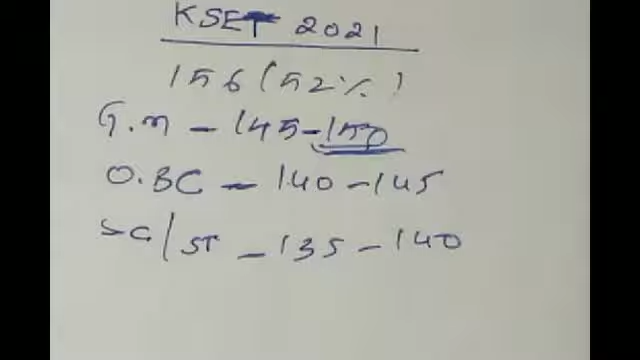 KSET 2021
156 (52%)
G.M - 145-150
O.BC - 140-145
SC/ST - 135-140